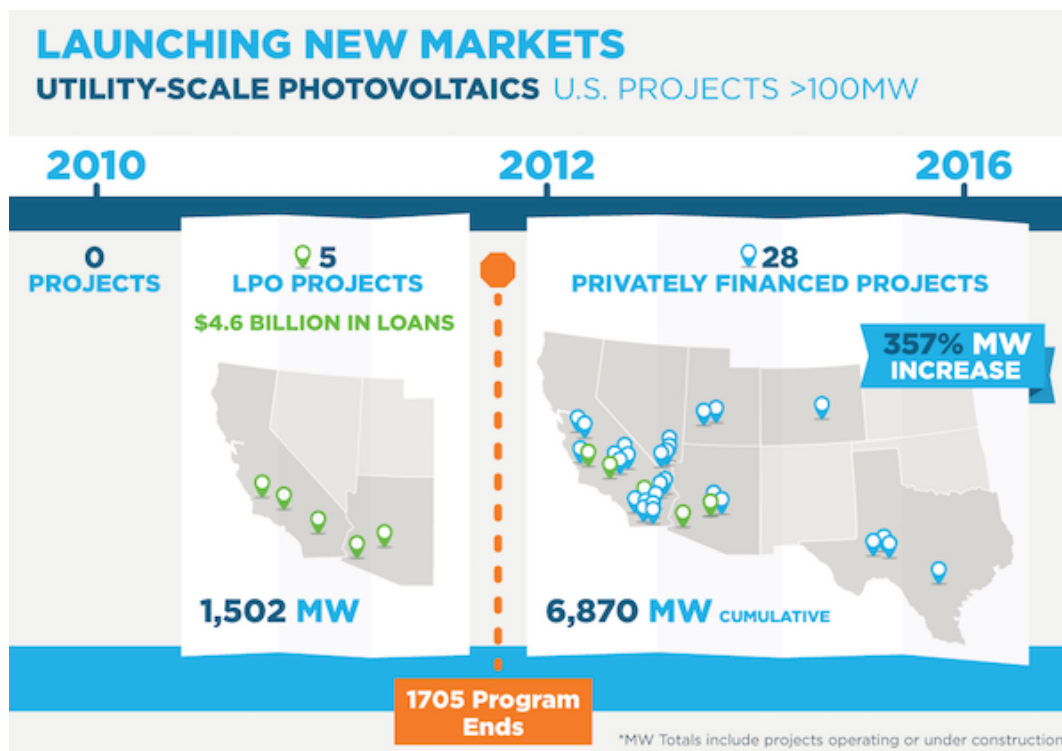 LAUNCHING NEW MARKETS
UTILITY-SCALE PHOTOVOLTAICS U.S. PROJECTS >100MW
2010
2012
2016
0
PROJECTS
5
LPO PROJECTS
$4.6 BILLION IN LOANS
1,502 MW
28
PRIVATELY FINANCED PROJECTS
357% MW
INCREASE
6,870 MW CUMULATIVE
1705 Program
Ends
*MW Totals include projects operating or under construction